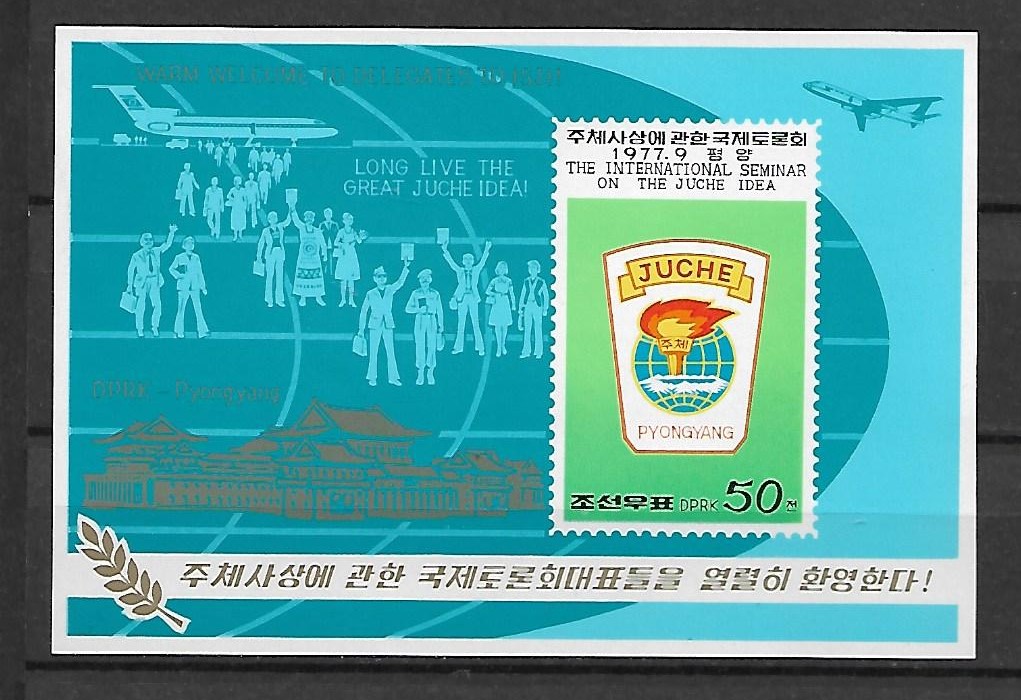 WARM WELCOME TO DELEGATES TO ISJI!
LONG LIVE THE
GREAT JUCHE IDEA!
주체사상에 관한 국제토론회
1977.9 평양
THE INTERNATIONAL SEMINAR
ON THE JUCHE IDEA
JUCHE
주체
PYONGYANG
DPRK - Pyongyang
조선우표 DPRK 50 전
주체사상에 관한 국제토론회대표들을 열렬히 환영한다!